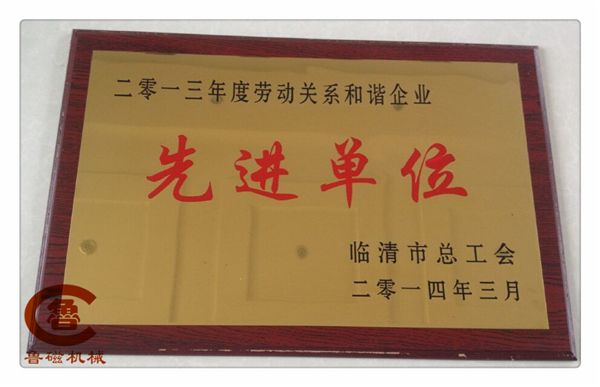 二零一三年度劳动关系和谐企业
先进单位
临清市总工会
二零一四年三月
鲁
鲁磁机械